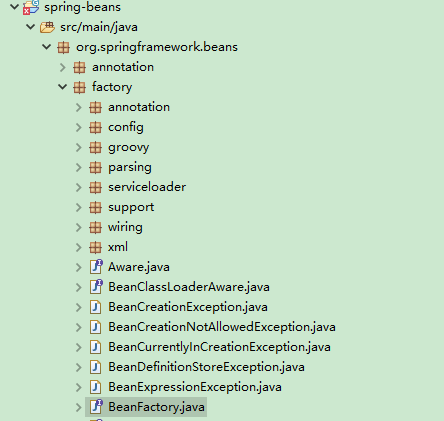 spring-beans
src/main/java
org.springframework.beans
annotation
factory
annotation
config
groovy
parsing
serviceloader
support
wiring
xml
Aware.java
BeanClassLoaderAware.java
BeanCreationException.java
BeanCreationNotAllowedException.java
BeanCurrentlyInCreationException.java
BeanDefinitionStoreException.java
BeanExpressionException.java
BeanFactory.java